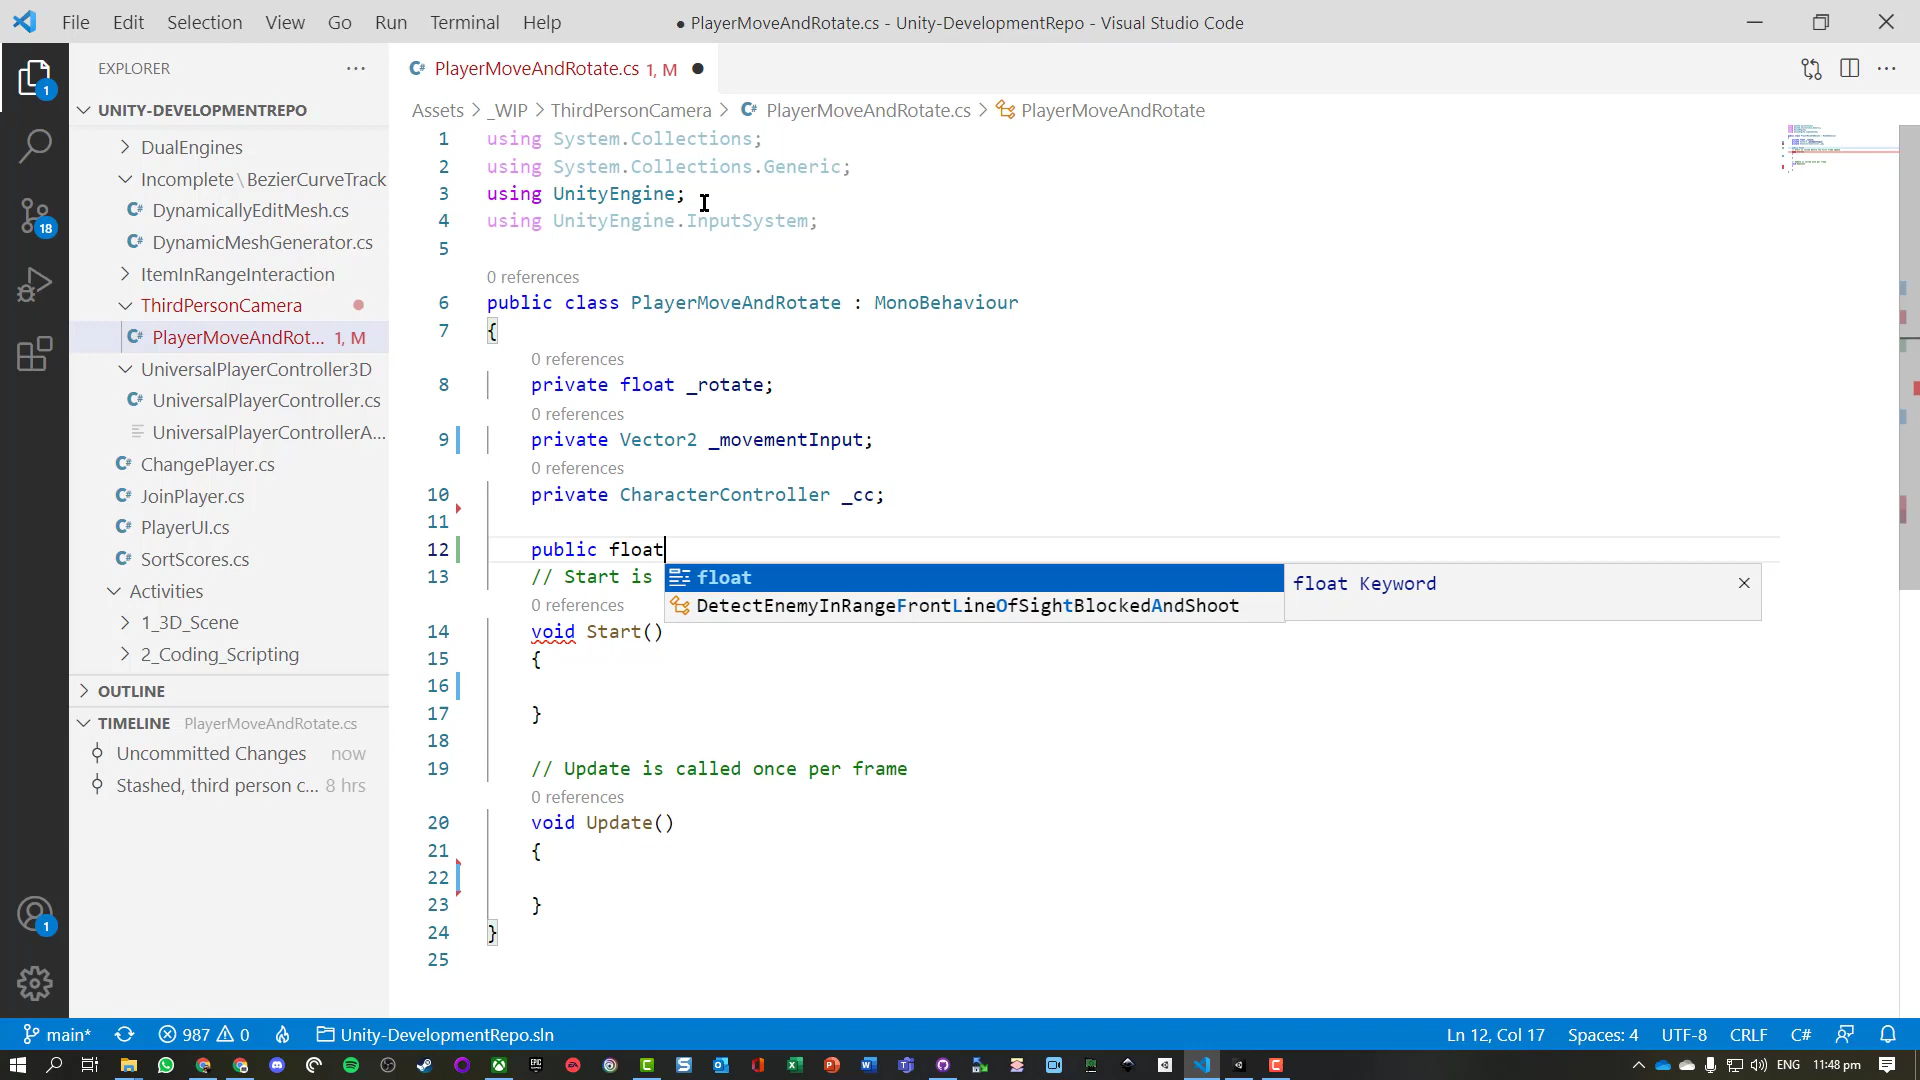 File Edit Selection View Go Run Terminal Help
● PlayerMoveAndRotate.cs - Unity-DevelopmentRepo - Visual Studio Code
EXPLORER
UNITY-DEVELOPMENTREPO
DualEngines
Incomplete\BezierCurveTrack
DynamicallyEditMesh.cs
DynamicMeshGenerator.cs
ItemInRangeInteraction
ThirdPersonCamera
PlayerMoveAndRot... 1, M
UniversalPlayerController3D
UniversalPlayerController.cs
UniversalPlayerControllerA...
ChangePlayer.cs
JoinPlayer.cs
PlayerUI.cs
SortScores.cs
Activities
1_3D_Scene
2_Coding_Scripting
OUTLINE
TIMELINE PlayerMoveAndRotate.cs
Uncommitted Changes now
Stashed, third person c... 8 hrs
1
18
1
PlayerMoveAndRotate.cs 1, M
Assets > _WIP > ThirdPersonCamera > PlayerMoveAndRotate.cs > PlayerMoveAndRotate
1 using System.Collections;
2 using System.Collections.Generic;
3 using UnityEngine;
4 using UnityEngine.InputSystem;
5
0 references
6 public class PlayerMoveAndRotate : MonoBehaviour
7 {
0 references
8 private float _rotate;
0 references
9 private Vector2 _movementInput;
0 references
10 private CharacterController _cc;
11
12 public float
13 // Start is
float
float Keyword
DetectEnemyInRangeFrontLineOfSightBlockedAndShoot
0 references
14 void Start()
15 {
16
17 }
18
19 // Update is called once per frame
0 references
20 void Update()
21 {
22
23 }
24 }
25
main* 987 0 Unity-DevelopmentRepo.sln
Ln 12, Col 17 Spaces: 4 UTF-8 CRLF C#
ENG 11:48 pm